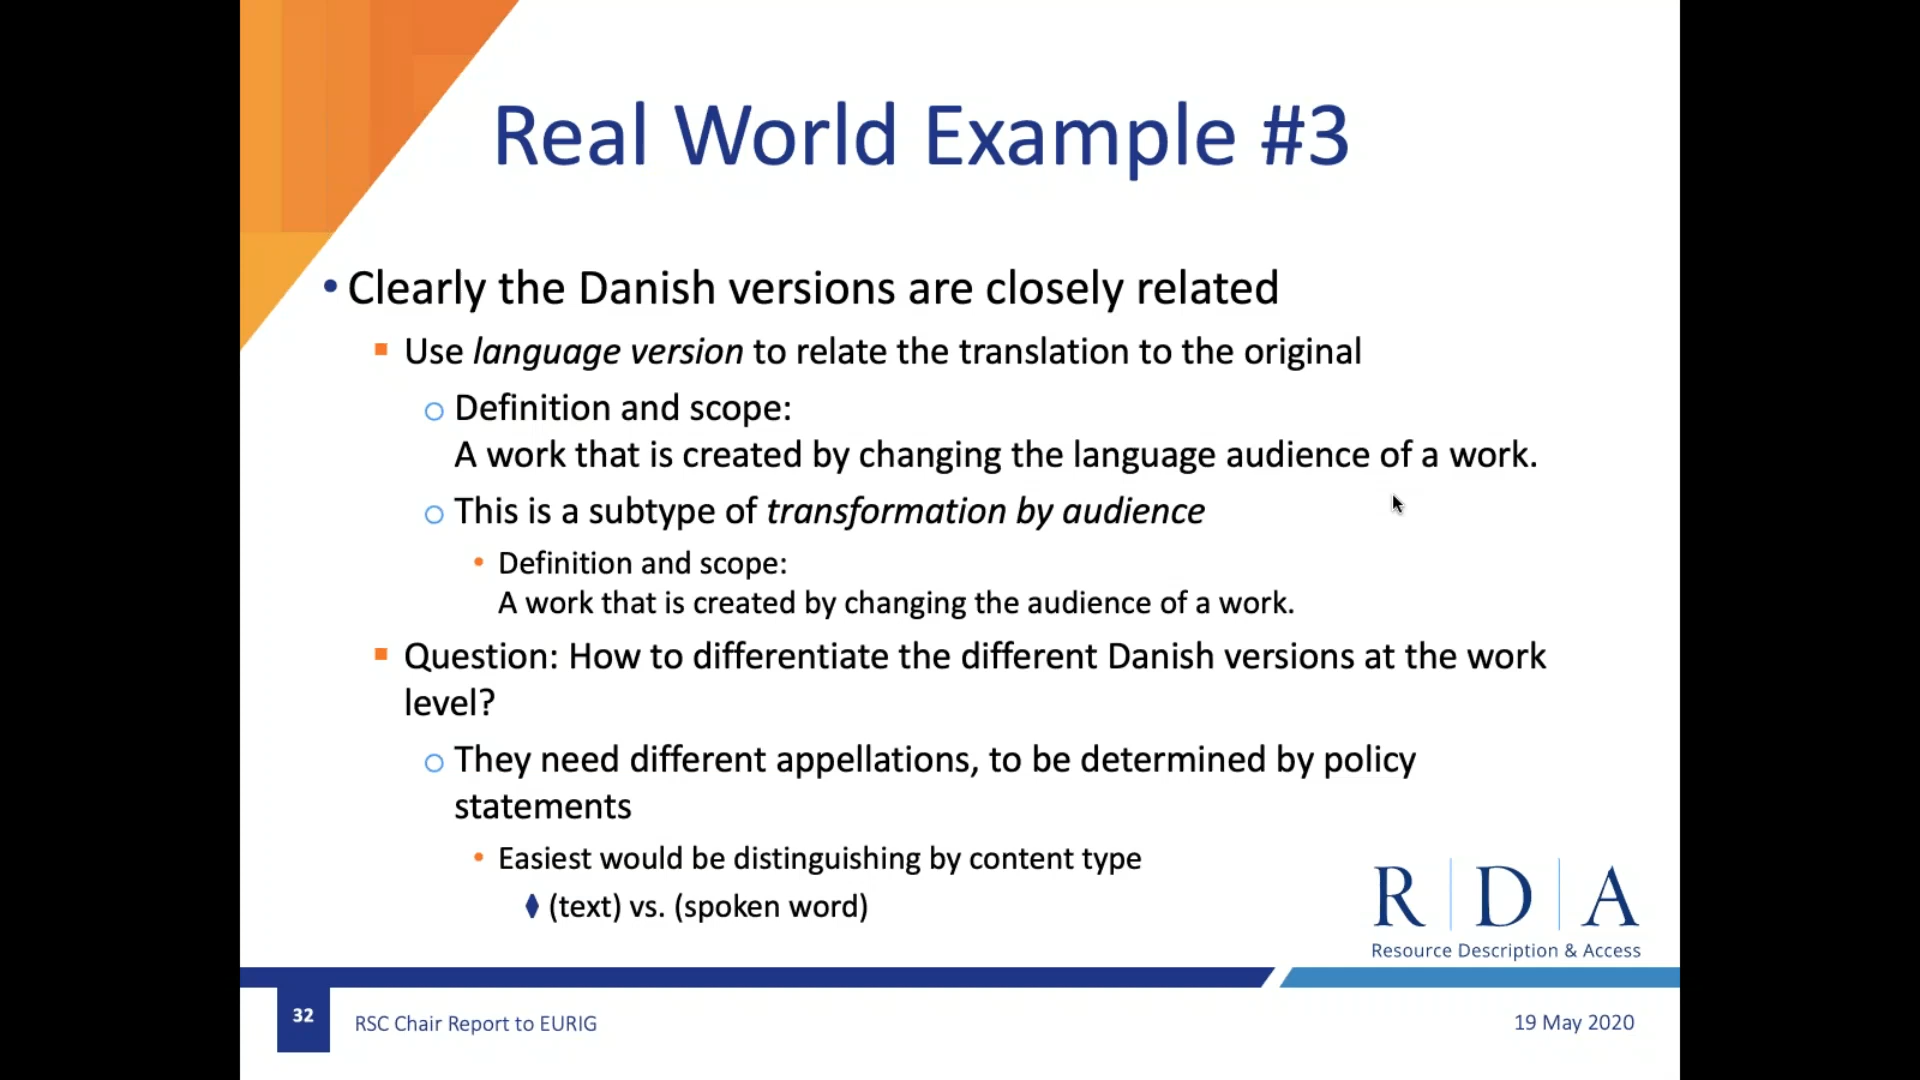 Real World Example #3
• Clearly the Danish versions are closely related
▪ Use language version to relate the translation to the original
○ Definition and scope:
A work that is created by changing the language audience of a work.
○ This is a subtype of transformation by audience
• Definition and scope:
A work that is created by changing the audience of a work.
▪ Question: How to differentiate the different Danish versions at the work
level?
○ They need different appellations, to be determined by policy
statements
• Easiest would be distinguishing by content type
⧫ (text) vs. (spoken word)
R | D | A
Resource Description & Access
32
RSC Chair Report to EURIG
19 May 2020